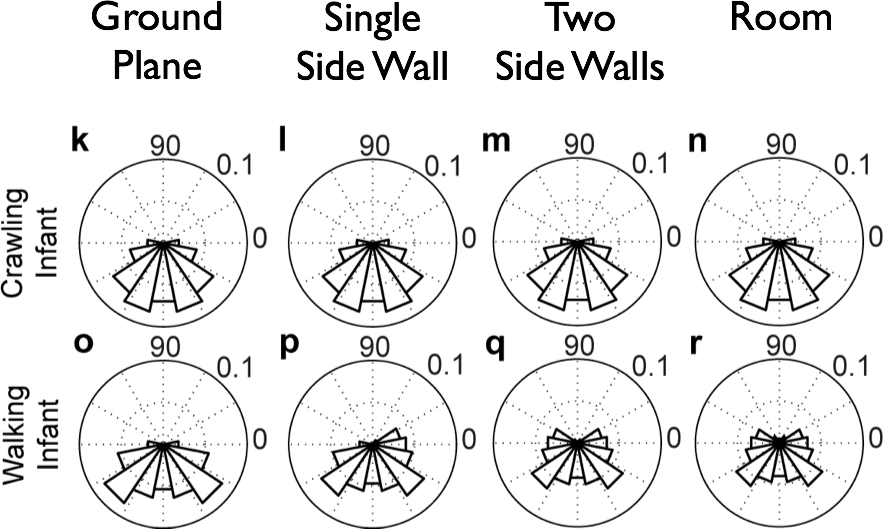 Ground Single Two Room
Plane Side Wall Side Walls
k l m n
90 90 90 90
0.1 0.1 0.1 0.1
Crawling
Infant
0 0 0 0
o p q r
90 90 90 90
0.1 0.1 0.1 0.1
Walking
Infant
0 0 0 0